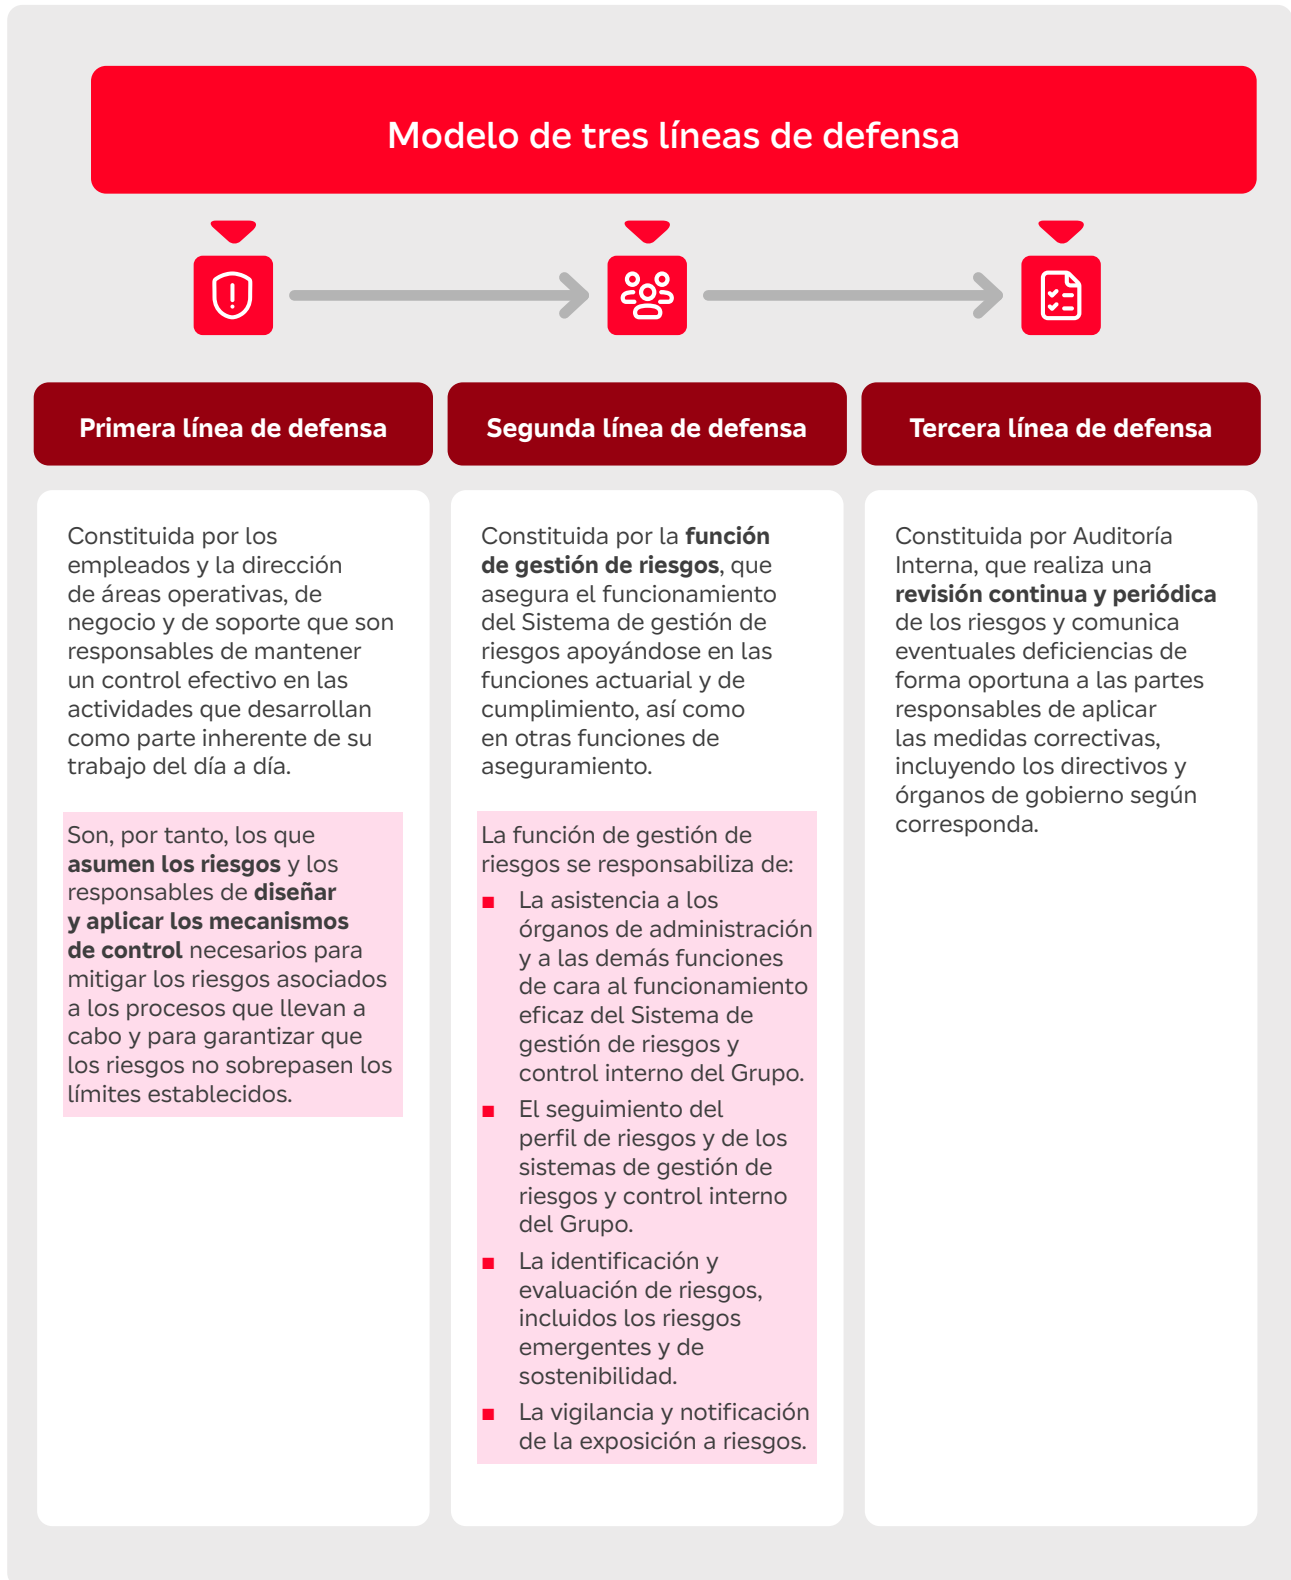 Modelo de tres líneas de defensa
Primera línea de defensa
Constituida por los
empleados y la dirección
de áreas operativas, de
negocio y de soporte que son
responsables de mantener
un control efectivo en las
actividades que desarrollan
como parte inherente de su
trabajo del día a día.
Son, por tanto, los que
asumen los riesgos y los
responsables de diseñar
y aplicar los mecanismos
de control necesarios para
mitigar los riesgos asociados
a los procesos que llevan a
cabo y para garantizar que
los riesgos no sobrepasen los
límites establecidos.
Segunda línea de defensa
Constituida por la función
de gestión de riesgos, que
asegura el funcionamiento
del Sistema de gestión de
riesgos apoyándose en las
funciones actuarial y de
cumplimiento, así como
en otras funciones de
aseguramiento.
La función de gestión de
riesgos se responsabiliza de:
La asistencia a los
órganos de administración
y a las demás funciones
de cara al funcionamiento
eficaz del Sistema de
gestión de riesgos y
control interno del Grupo.
El seguimiento del
perfil de riesgos y de los
sistemas de gestión de
riesgos y control interno
del Grupo.
La identificación y
evaluación de riesgos,
incluidos los riesgos
emergentes y de
sostenibilidad.
La vigilancia y notificación
de la exposición a riesgos.
Tercera línea de defensa
Constituida por Auditoría
Interna, que realiza una
revisión continua y periódica
de los riesgos y comunica
eventuales deficiencias de
forma oportuna a las partes
responsables de aplicar
las medidas correctivas,
incluyendo los directivos y
órganos de gobierno según
corresponda.